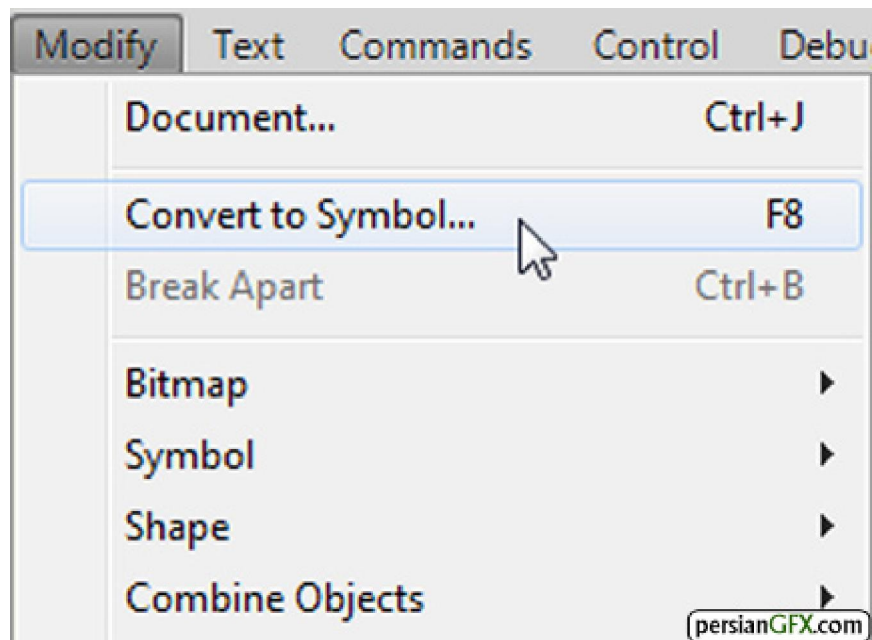 Modify Text Commands Control Debu
Document... Ctrl+J
Convert to Symbol... F8
Break Apart Ctrl+B
Bitmap
Symbol
Shape
Combine Objects
persianGFX.com